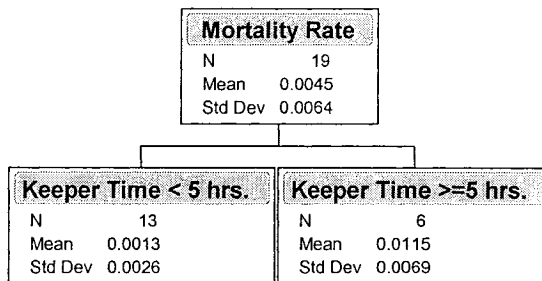 Mortality Rate
N 19
Mean 0.0045
Std Dev 0.0064
Keeper Time < 5 hrs.
N 13
Mean 0.0013
Std Dev 0.0026
Keeper Time >=5 hrs.
N 6
Mean 0.0115
Std Dev 0.0069